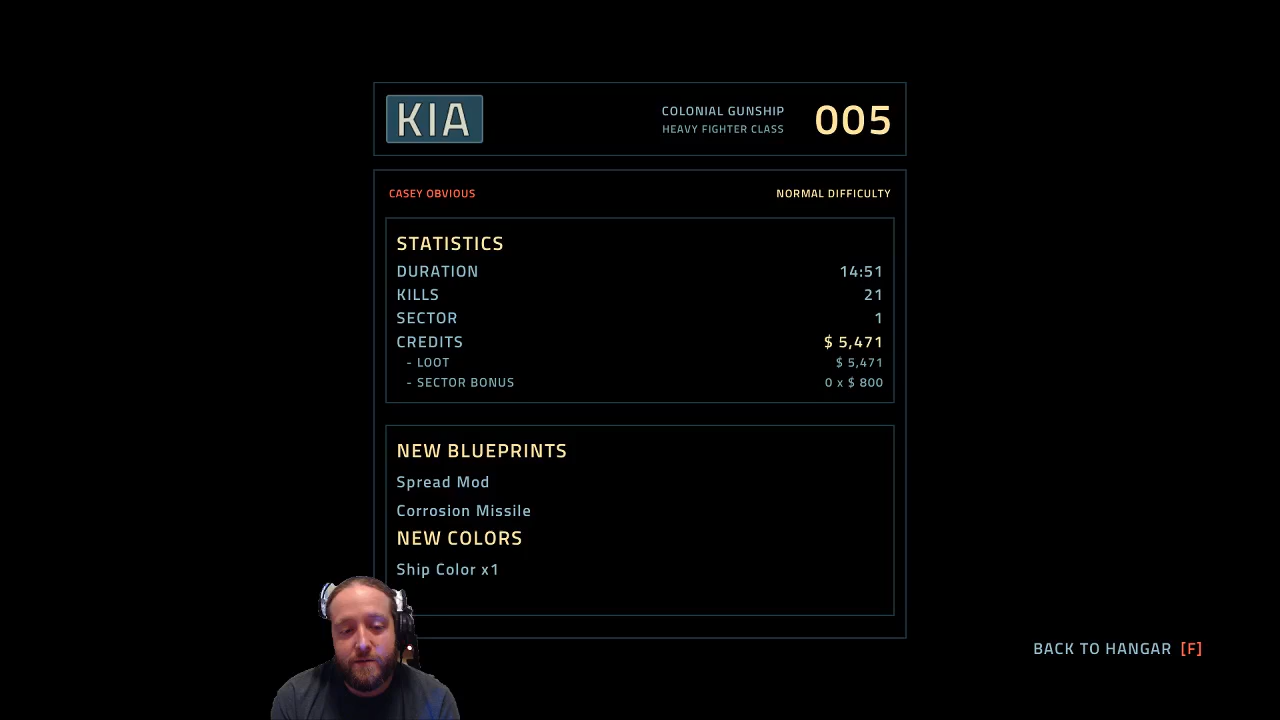 KIA
COLONIAL GUNSHIP
HEAVY FIGHTER CLASS
005
CASEY OBVIOUS
NORMAL DIFFICULTY
STATISTICS
DURATION 14:51
KILLS 21
SECTOR 1
CREDITS $ 5,471
- LOOT $ 5,471
- SECTOR BONUS 0 x $ 800
NEW BLUEPRINTS
Spread Mod
Corrosion Missile
NEW COLORS
Ship Color x1
BACK TO HANGAR [F]